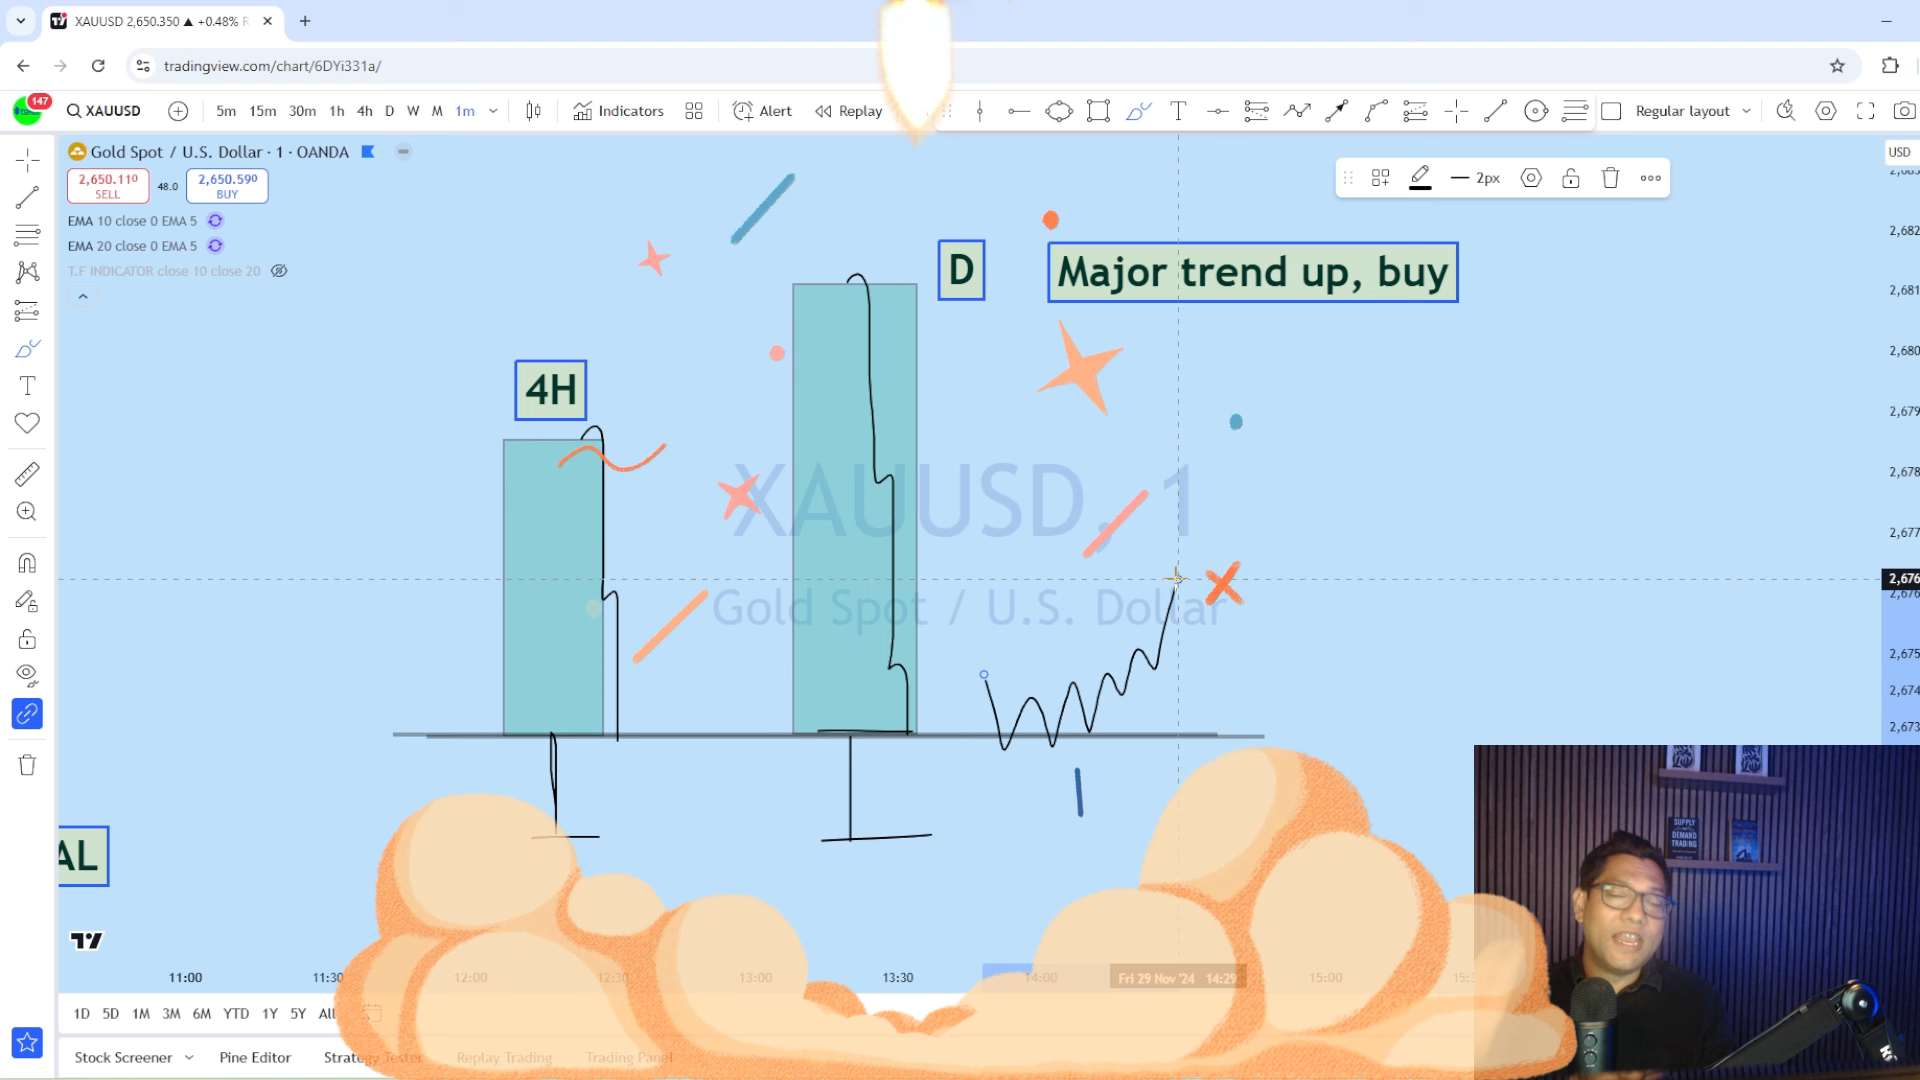 XAUUSD 2,650.350 ▲ +0.48% R
tradingview.com/chart/6DYi331a/
147
XAUUSD
5m 15m 30m 1h 4h D W M 1m
Indicators
Alert
Replay
Regular layout
Gold Spot / U.S. Dollar · 1 · OANDA
USD
2,650.110
SELL
48.0
2,650.590
BUY
2px
EMA 10 close 0 EMA 5
EMA 20 close 0 EMA 5
T.F INDICATOR close 10 close 20
D
Major trend up, buy
4H
XAUUSD, 1
Gold Spot / U.S. Dollar
2,682
2,681
2,680
2,679
2,678
2,677
2,676
2,676
2,675
2,674
2,673
AL
SUPPLY
AND
DEMAND
TRADING
11:00 11:30 12:00 12:30 13:00 13:30 14:00 Fri 29 Nov '24 14:29 15:00
1D 5D 1M 3M 6M YTD 1Y 5Y All
Stock Screener Pine Editor Strategy Tester Replay Trading Trading Panel